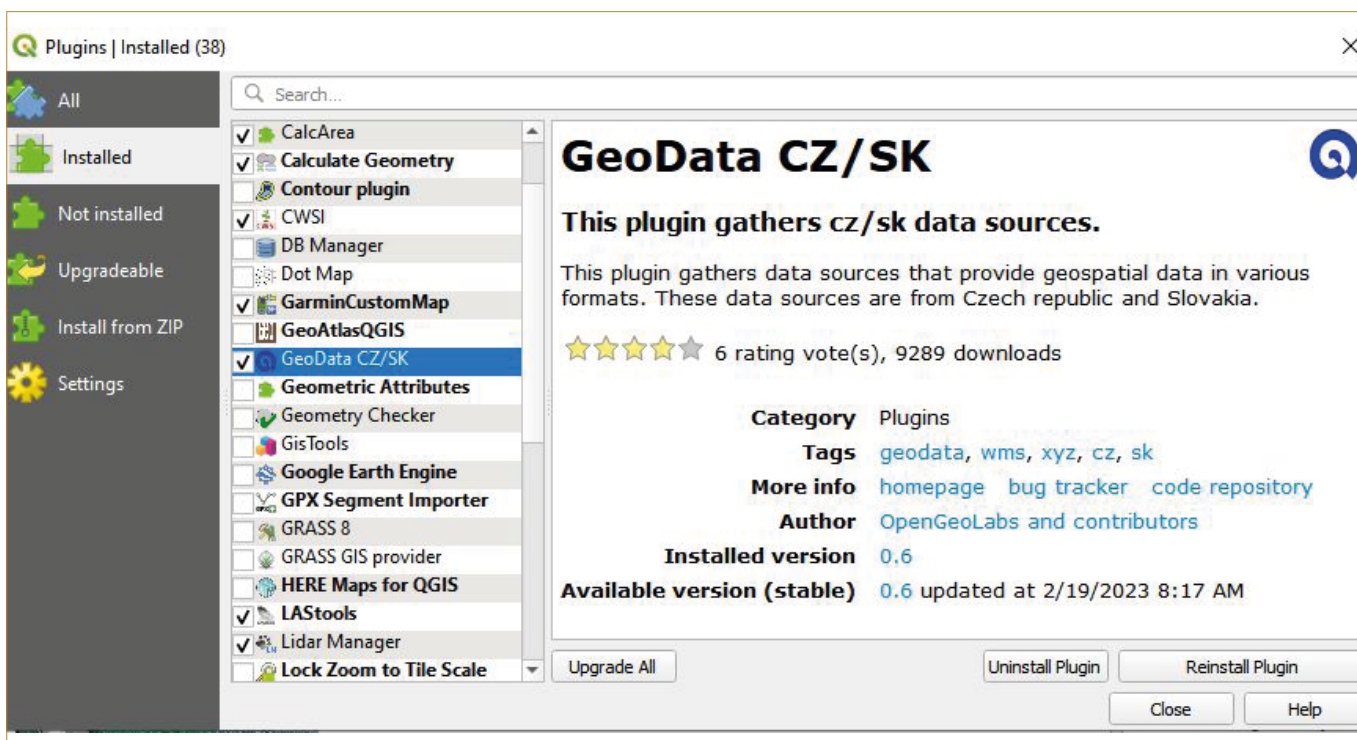 Plugins | Installed (38)
All
Installed
Not installed
Upgradeable
Install from ZIP
Settings
Search...
CalcArea
Calculate Geometry
Contour plugin
CWSI
DB Manager
Dot Map
GarminCustomMap
GeoAtlasQGIS
GeoData CZ/SK
Geometric Attributes
Geometry Checker
GisTools
Google Earth Engine
GPX Segment Importer
GRASS 8
GRASS GIS provider
HERE Maps for QGIS
LAStools
Lidar Manager
Lock Zoom to Tile Scale
GeoData CZ/SK
This plugin gathers cz/sk data sources.
This plugin gathers data sources that provide geospatial data in various
formats. These data sources are from Czech republic and Slovakia.
6 rating vote(s), 9289 downloads
Category Plugins
Tags geodata, wms, xyz, cz, sk
More info homepage bug tracker code repository
Author OpenGeoLabs and contributors
Installed version 0.6
Available version (stable) 0.6 updated at 2/19/2023 8:17 AM
Upgrade All Uninstall Plugin Reinstall Plugin
Close Help